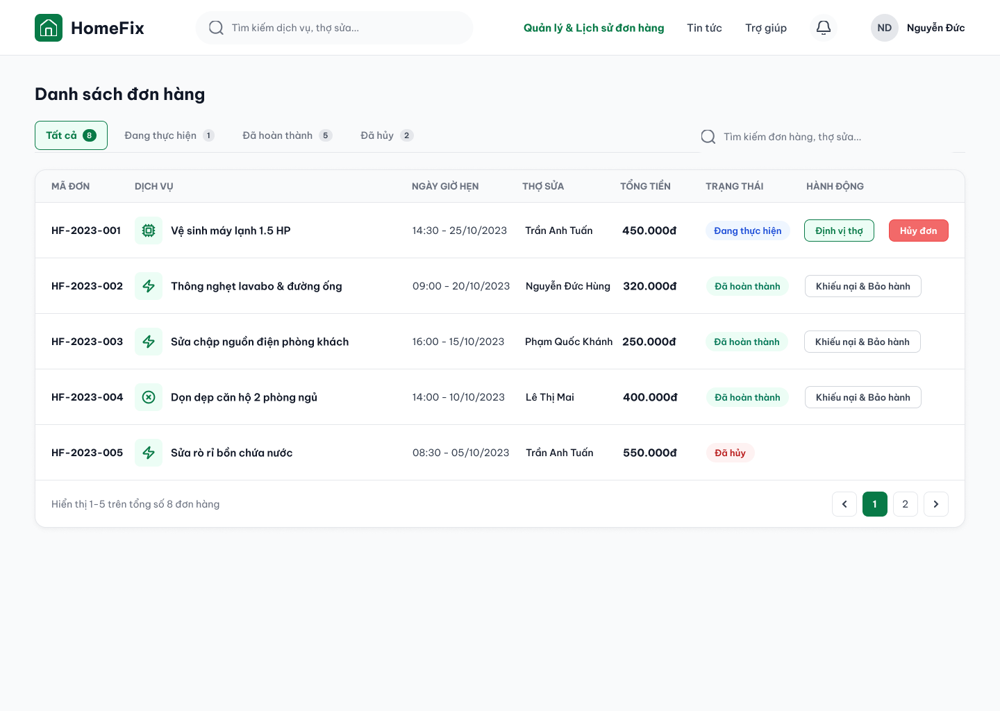 HomeFix
Tìm kiếm dịch vụ, thợ sửa...
Quản lý & Lịch sử đơn hàng
Tin tức
Trợ giúp
ND
Nguyễn Đức
Danh sách đơn hàng
Tất cả 8
Đang thực hiện 1
Đã hoàn thành 5
Đã hủy 2
Tìm kiếm đơn hàng, thợ sửa...
MÃ ĐƠN DỊCH VỤ NGÀY GIỜ HẸN THỢ SỬA TỔNG TIỀN TRẠNG THÁI HÀNH ĐỘNG
HF-2023-001 Vệ sinh máy lạnh 1.5 HP 14:30 - 25/10/2023 Trần Anh Tuấn 450.000đ Đang thực hiện Định vị thợ Hủy đơn
HF-2023-002 Thông nghẹt lavabo & đường ống 09:00 - 20/10/2023 Nguyễn Đức Hùng 320.000đ Đã hoàn thành Khiếu nại & Bảo hành
HF-2023-003 Sửa chập nguồn điện phòng khách 16:00 - 15/10/2023 Phạm Quốc Khánh 250.000đ Đã hoàn thành Khiếu nại & Bảo hành
HF-2023-004 Dọn dẹp căn hộ 2 phòng ngủ 14:00 - 10/10/2023 Lê Thị Mai 400.000đ Đã hoàn thành Khiếu nại & Bảo hành
HF-2023-005 Sửa rò rỉ bồn chứa nước 08:30 - 05/10/2023 Trần Anh Tuấn 550.000đ Đã hủy
Hiển thị 1-5 trên tổng số 8 đơn hàng
1 2